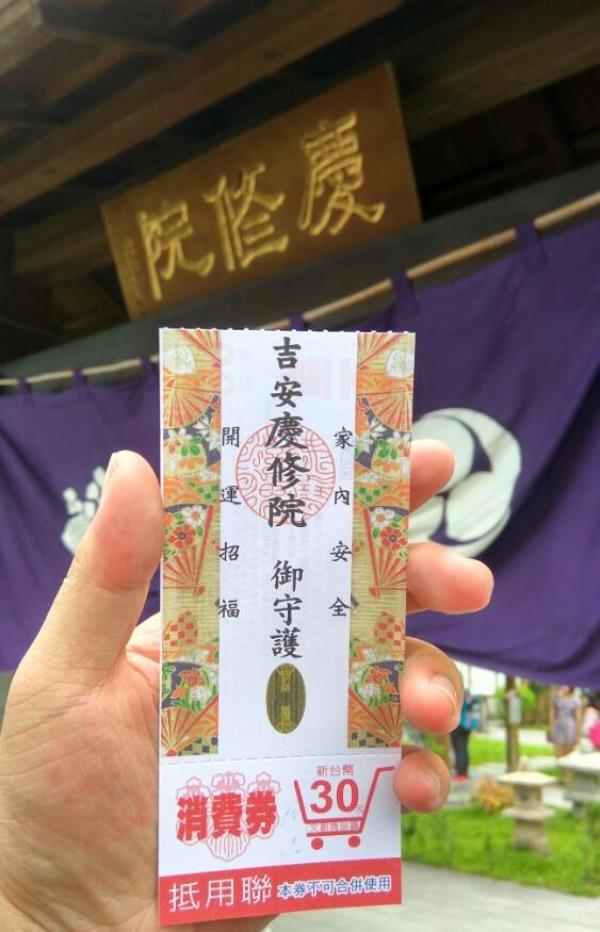 慶修院
家內安全
吉安慶修院 御守護
開運招福
消費券
新台幣
30元
抵用聯 本券不可合併使用